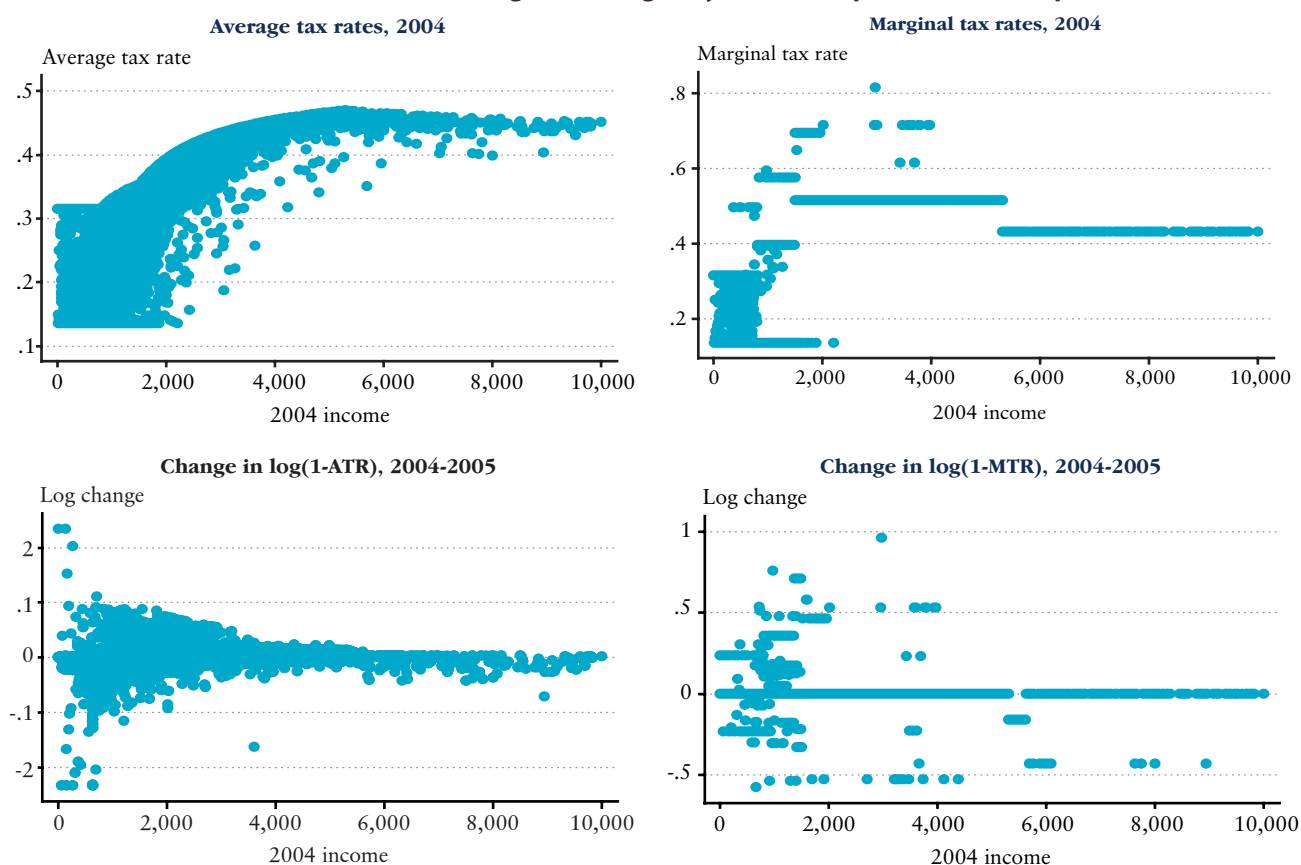 Average tax rates, 2004
Average tax rate
.5
.4
.3
.2
.1
0 2,000 4,000 6,000 8,000 10,000
2004 income
Marginal tax rates, 2004
Marginal tax rate
.8
.6
.4
.2
0 2,000 4,000 6,000 8,000 10,000
2004 income
Change in log(1-ATR), 2004-2005
Log change
2
.1
0
-.1
-2
0 2,000 4,000 6,000 8,000 10,000
2004 income
Change in log(1-MTR), 2004-2005
Log change
1
.5
0
-.5
0 2,000 4,000 6,000 8,000 10,000
2004 income